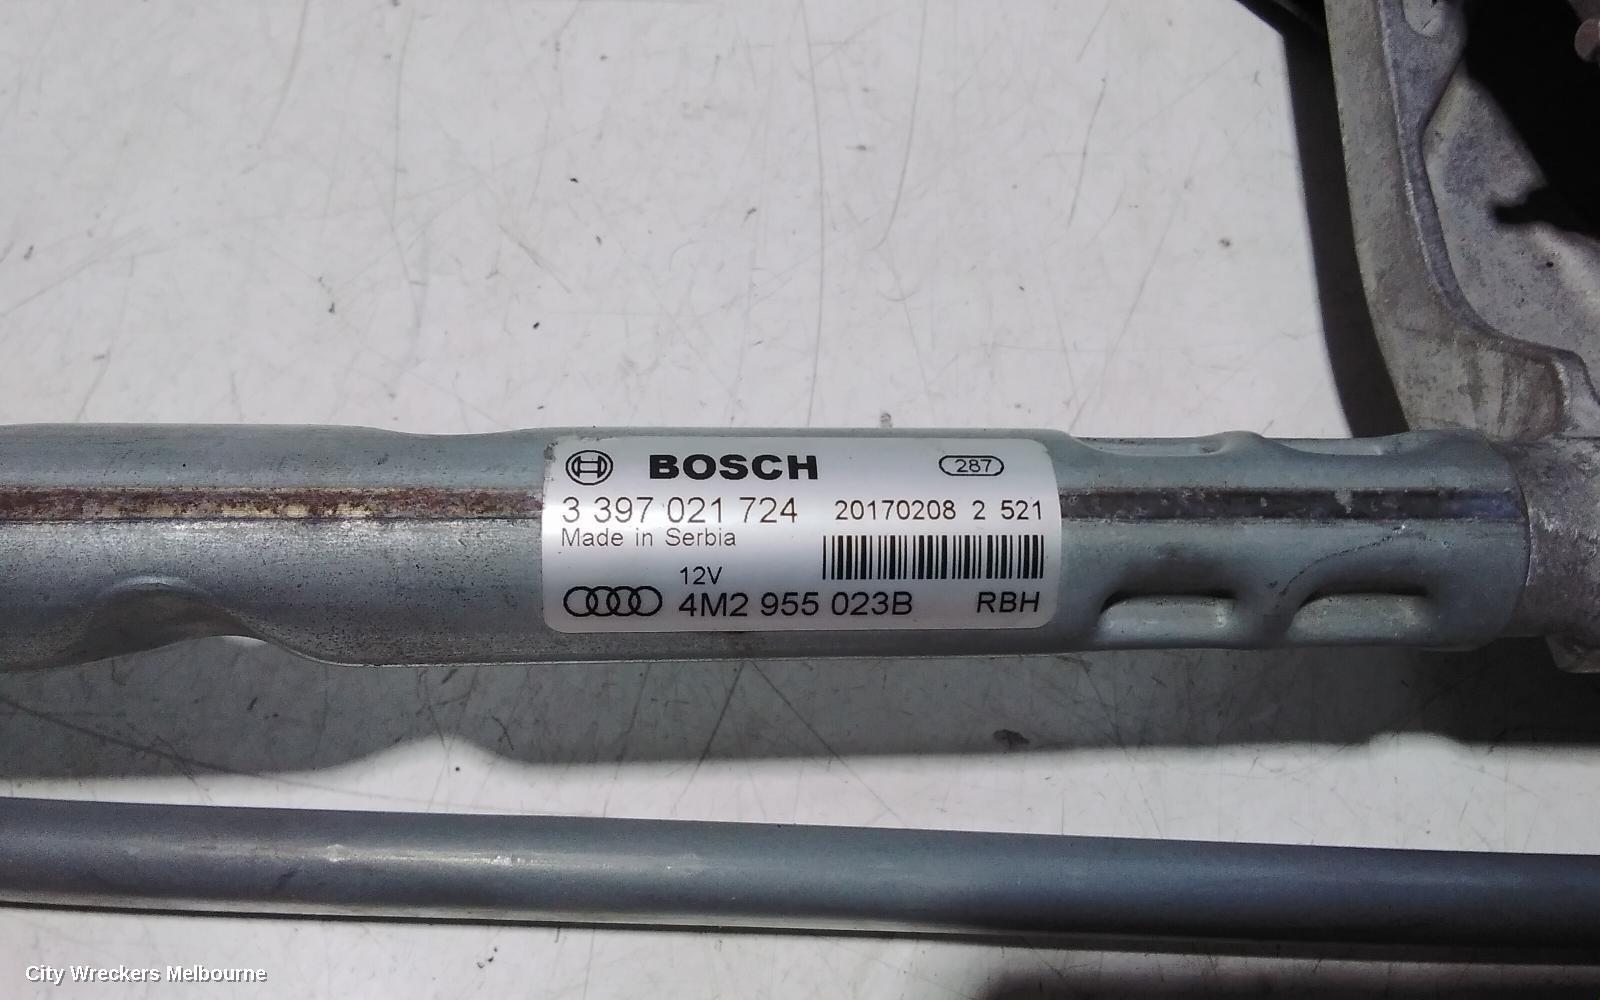 BOSCH 287
3 397 021 724 20170208 2 521
Made in Serbia
12V
4M2 955 023B RBH
City Wreckers Melbourne